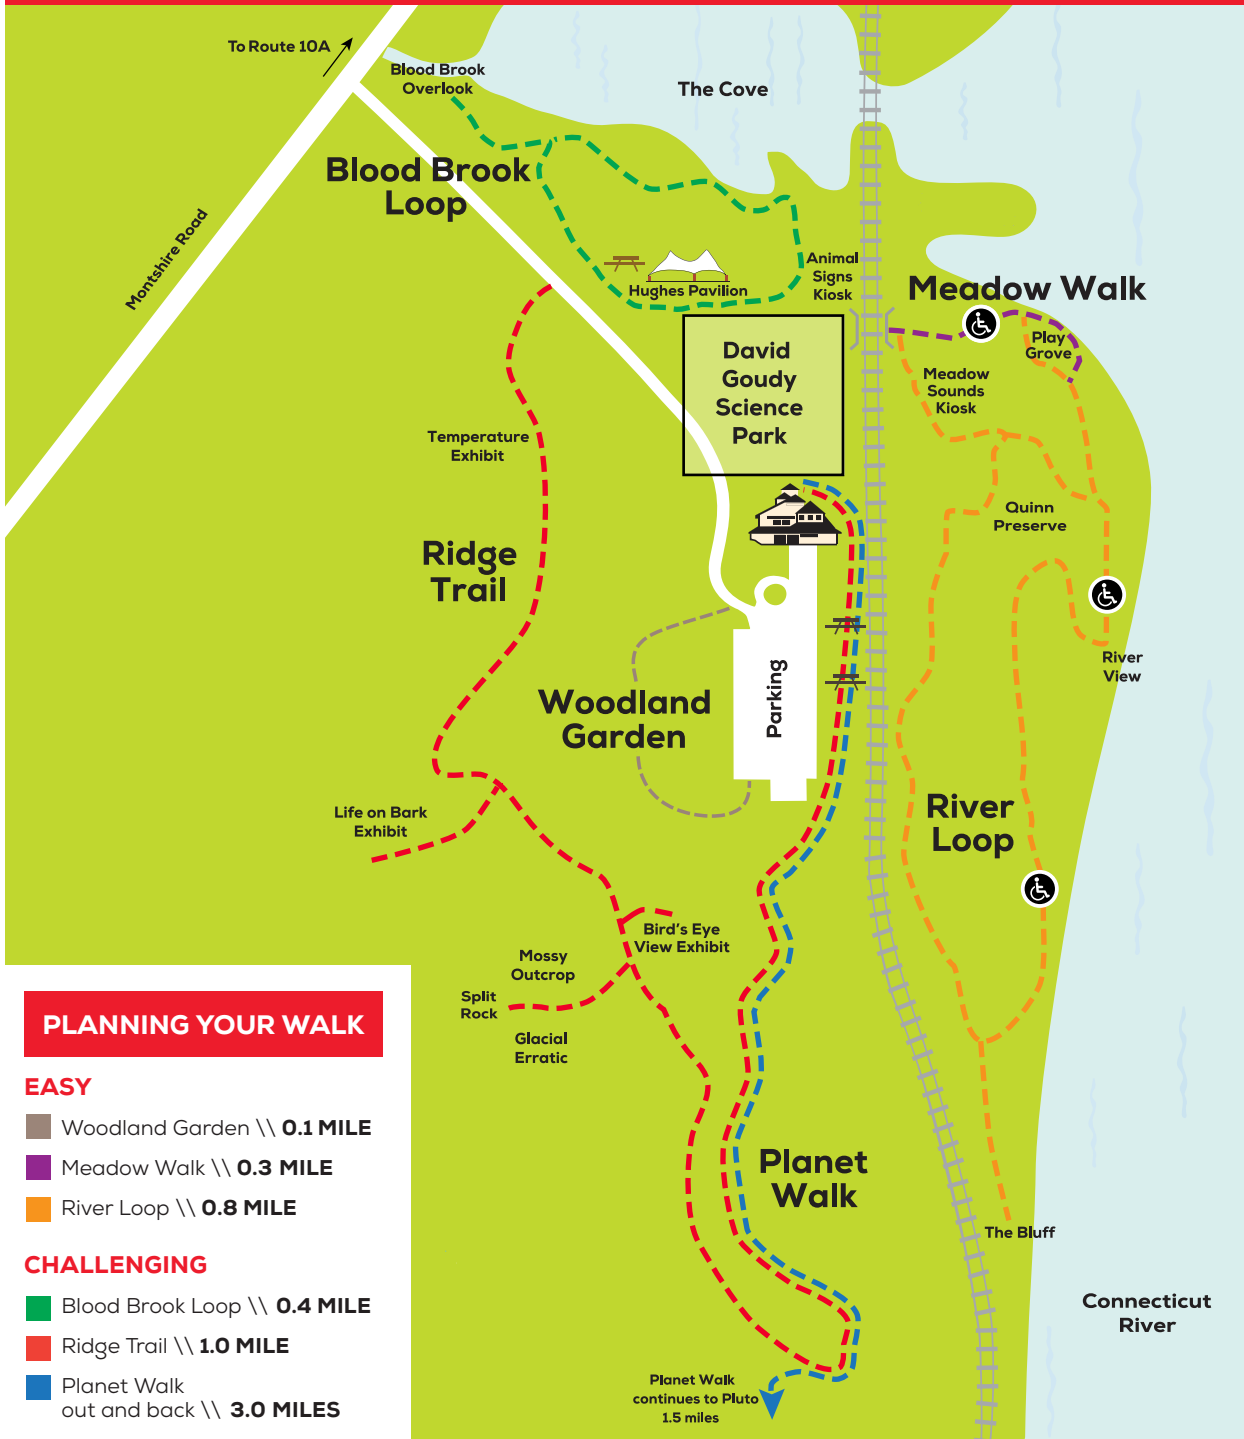 To Route 10A
Blood Brook
Overlook
The Cove
Blood Brook
Loop
Montshire Road
Hughes Pavilion
Animal
Signs
Kiosk
Meadow Walk
Play
Grove
David
Goudy
Science
Park
Meadow
Sounds
Kiosk
Temperature
Exhibit
Quinn
Preserve
Ridge
Trail
River
View
Woodland
Garden
Parking
Life on Bark
Exhibit
River
Loop
Bird's Eye
View Exhibit
Mossy
Outcrop
Split
Rock
Glacial
Erratic
Planet
Walk
The Bluff
Connecticut
River
Planet Walk
continues to Pluto
1.5 miles
PLANNING YOUR WALK
EASY
Woodland Garden \\ 0.1 MILE
Meadow Walk \\ 0.3 MILE
River Loop \\ 0.8 MILE
CHALLENGING
Blood Brook Loop \\ 0.4 MILE
Ridge Trail \\ 1.0 MILE
Planet Walk
out and back \\ 3.0 MILES